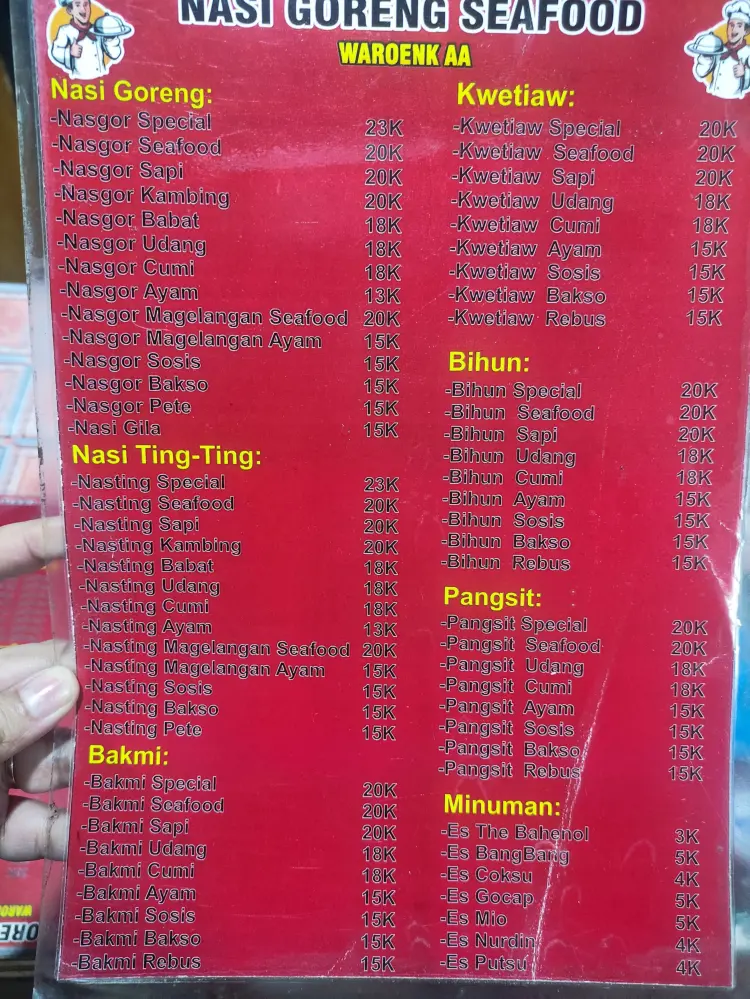 NASI GORENG SEAFOOD
WAROENK AA
Nasi Goreng:
-Nasgor Special 23K
-Nasgor Seafood 20K
-Nasgor Sapi 20K
-Nasgor Kambing 20K
-Nasgor Babat 18K
-Nasgor Udang 18K
-Nasgor Cumi 18K
-Nasgor Ayam 13K
-Nasgor Magelangan Seafood 20K
-Nasgor Magelangan Ayam 15K
-Nasgor Sosis 15K
-Nasgor Bakso 15K
-Nasgor Pete 15K
-Nasi Gila 15K
Nasi Ting-Ting:
-Nasting Special 23K
-Nasting Seafood 20K
-Nasting Sapi 20K
-Nasting Kambing 20K
-Nasting Babat 18K
-Nasting Udang 18K
-Nasting Cumi 18K
-Nasting Ayam 13K
-Nasting Magelangan Seafood 20K
-Nasting Magelangan Ayam 15K
-Nasting Sosis 15K
-Nasting Bakso 15K
-Nasting Pete 15K
Bakmi:
-Bakmi Special 20K
-Bakmi Seafood 20K
-Bakmi Sapi 20K
-Bakmi Udang 18K
-Bakmi Cumi 18K
-Bakmi Ayam 15K
-Bakmi Sosis 15K
-Bakmi Bakso 15K
-Bakmi Rebus 15K
Kwetiaw:
-Kwetiaw Special 20K
-Kwetiaw Seafood 20K
-Kwetiaw Sapi 20K
-Kwetiaw Udang 18K
-Kwetiaw Cumi 18K
-Kwetiaw Ayam 15K
-Kwetiaw Sosis 15K
-Kwetiaw Bakso 15K
-Kwetiaw Rebus 15K
Bihun:
-Bihun Special 20K
-Bihun Seafood 20K
-Bihun Sapi 20K
-Bihun Udang 18K
-Bihun Cumi 18K
-Bihun Ayam 15K
-Bihun Sosis 15K
-Bihun Bakso 15K
-Bihun Rebus 15K
Pangsit:
-Pangsit Special 20K
-Pangsit Seafood 20K
-Pangsit Udang 18K
-Pangsit Cumi 18K
-Pangsit Ayam 15K
-Pangsit Sosis 15K
-Pangsit Bakso 15K
-Pangsit Rebus 15K
Minuman:
-Es The Bahenol 3K
-Es BangBang 5K
-Es Coksu 4K
-Es Gocap 5K
-Es Mio 5K
-Es Nurdin 4K
-Es Putsu 4K